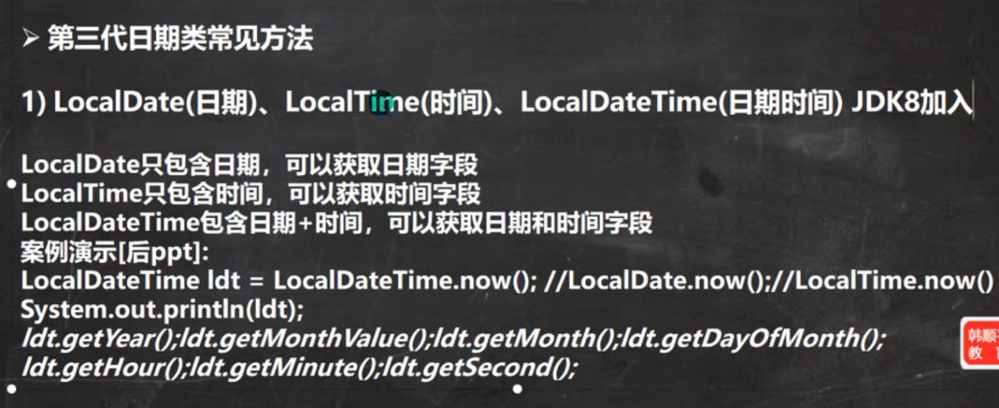 ➢ 第三代日期类常见方法
1) LocalDate(日期)、LocalTime(时间)、LocalDateTime(日期时间) JDK8加入
LocalDate只包含日期，可以获取日期字段
LocalTime只包含时间，可以获取时间字段
LocalDateTime包含日期+时间，可以获取日期和时间字段
案例演示[后ppt]:
LocalDateTime ldt = LocalDateTime.now(); //LocalDate.now();//LocalTime.now()
System.out.println(ldt);
ldt.getYear();ldt.getMonthValue();ldt.getMonth();ldt.getDayOfMonth();
ldt.getHour();ldt.getMinute();ldt.getSecond();
韩顺
教